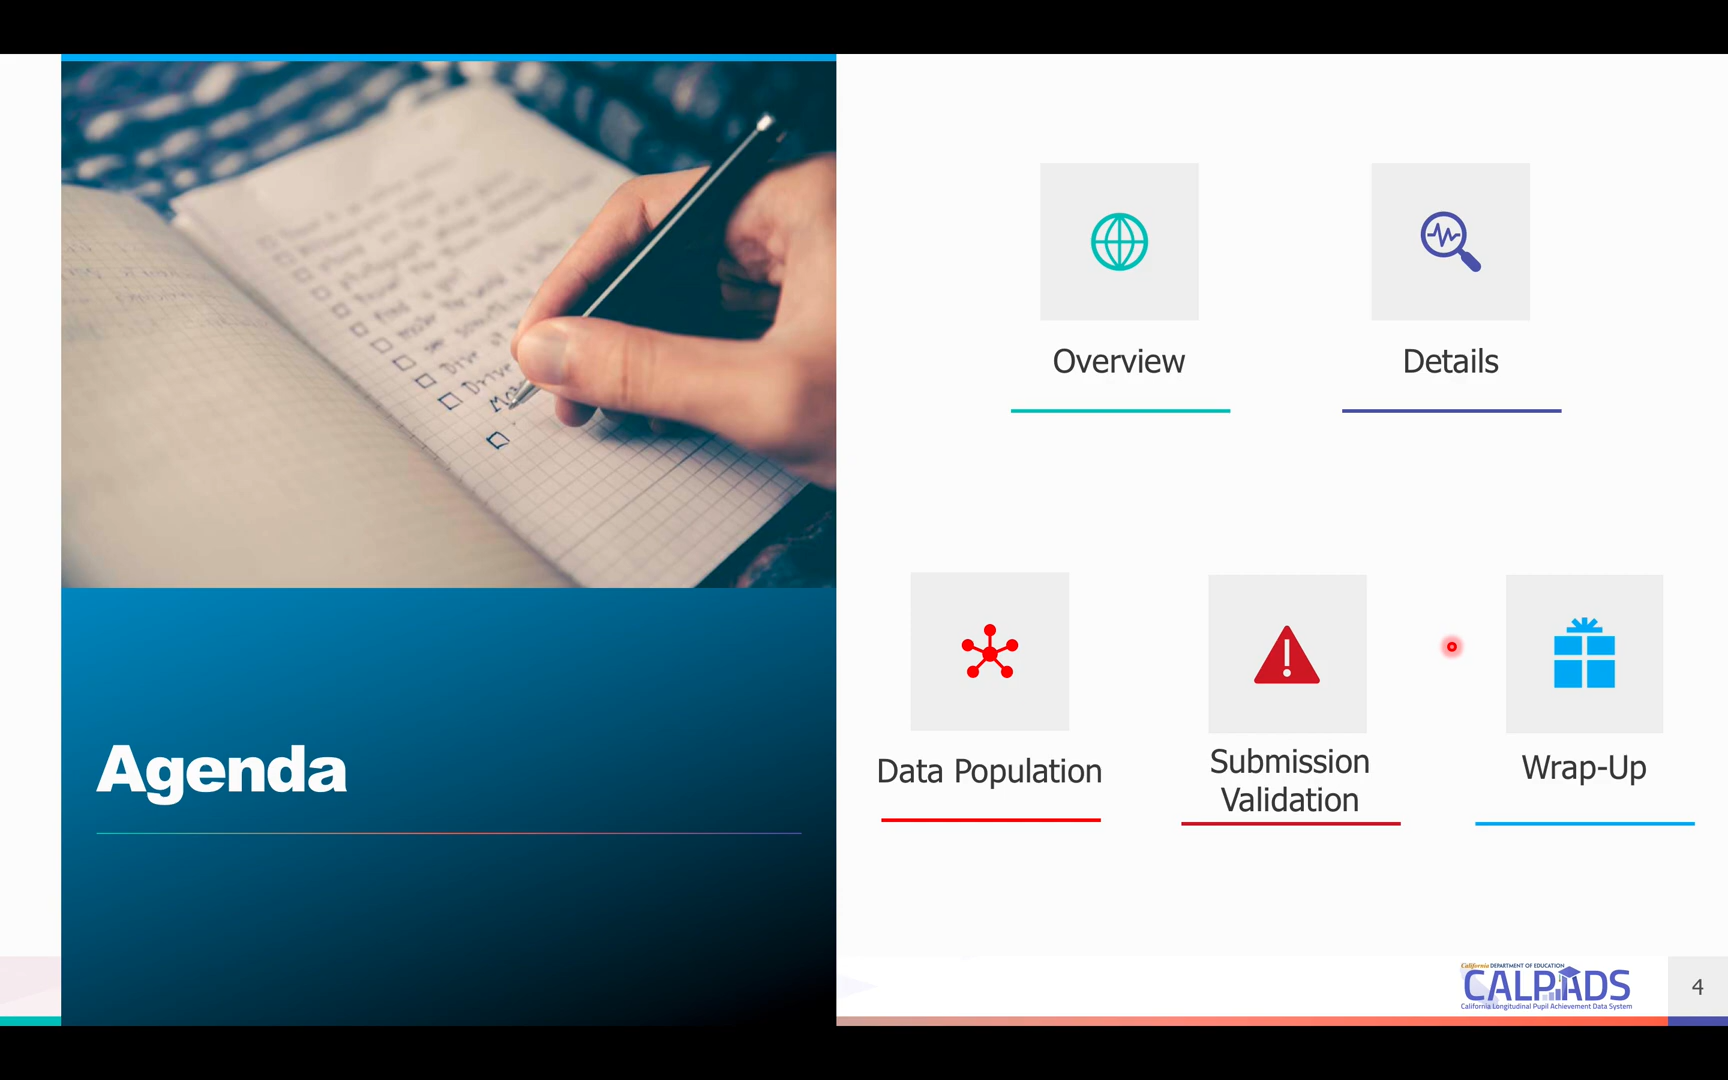 Agenda
Overview
Details
Data Population
Submission
Validation
Wrap-Up
California DEPARTMENT OF EDUCATION
CALPADS
California Longitudinal Pupil Achievement Data System
4